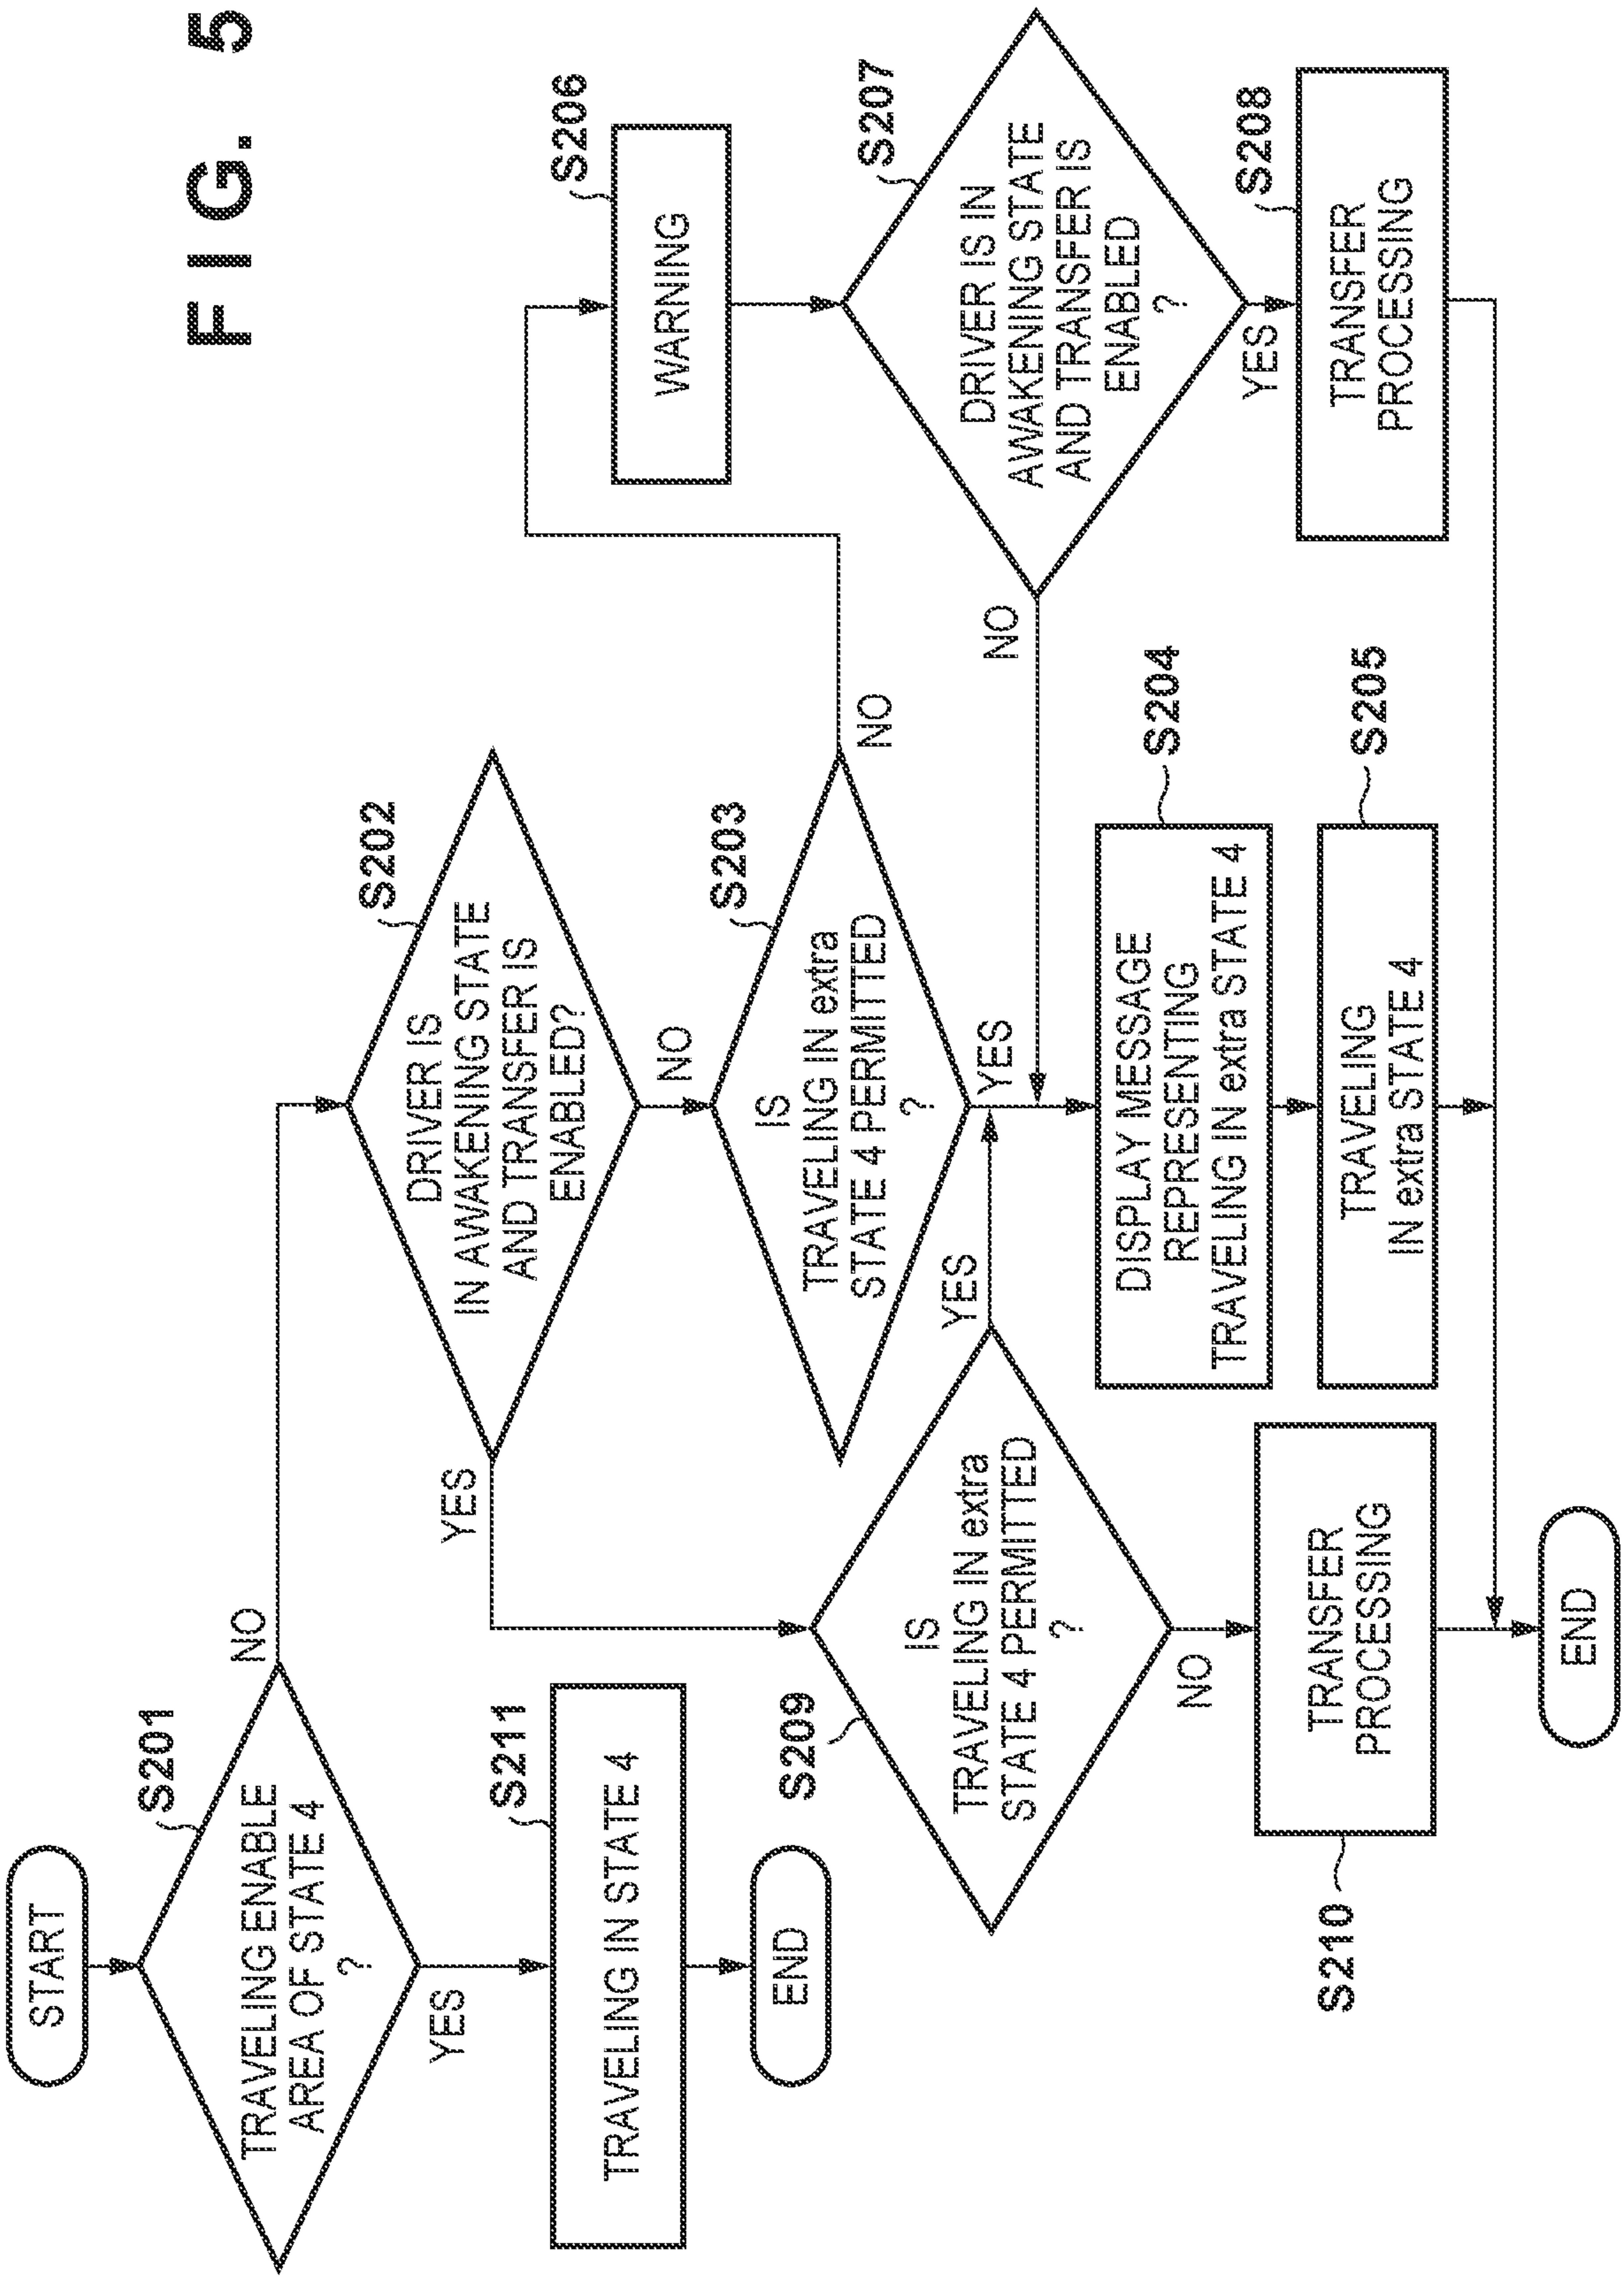 FIG. 5
START
S201
TRAVELING ENABLE
AREA OF STATE 4
?
NO
YES
S211
TRAVELING IN STATE 4
END
S202
DRIVER IS
IN AWAKENING STATE
AND TRANSFER IS
ENABLED?
YES
NO
S203
IS
TRAVELING IN extra
STATE 4 PERMITTED
?
NO
YES
S206
WARNING
S207
DRIVER IS IN
AWAKENING STATE
AND TRANSFER IS
ENABLED
?
NO
YES
S208
TRANSFER
PROCESSING
S209
IS
TRAVELING IN extra
STATE 4 PERMITTED
?
YES
NO
S204
DISPLAY MESSAGE
REPRESENTING
TRAVELING IN extra STATE 4
S205
TRAVELING
IN extra STATE 4
S210
TRANSFER
PROCESSING
END